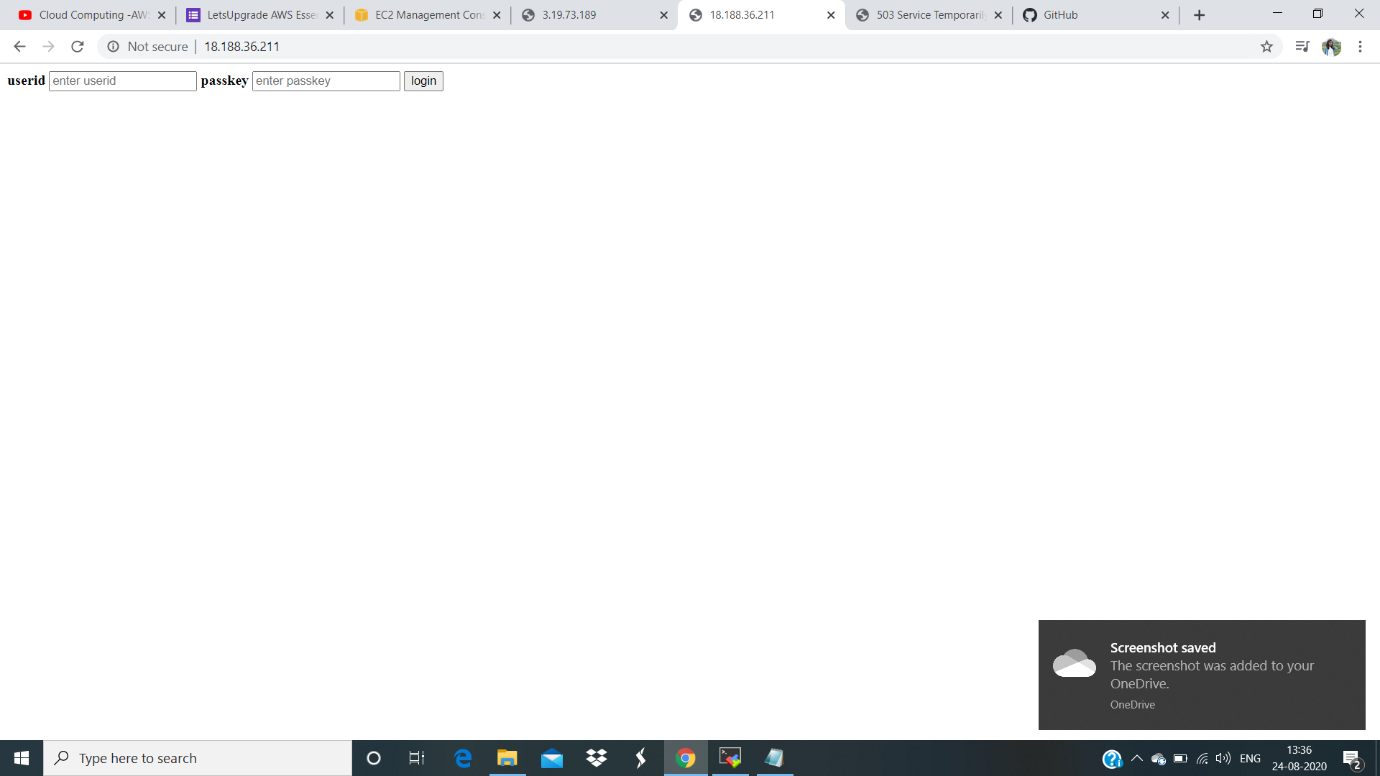 Cloud Computing -AW
LetsUpgrade AWS Esse
EC2 Management Con
3.19.73.189
18.188.36.211
503 Service Temporaril
GitHub
Not secure
18.188.36.211
userid enter userid passkey enter passkey login
Screenshot saved
The screenshot was added to your
OneDrive.
OneDrive
Type here to search
ENG
13:36
24-08-2020
2